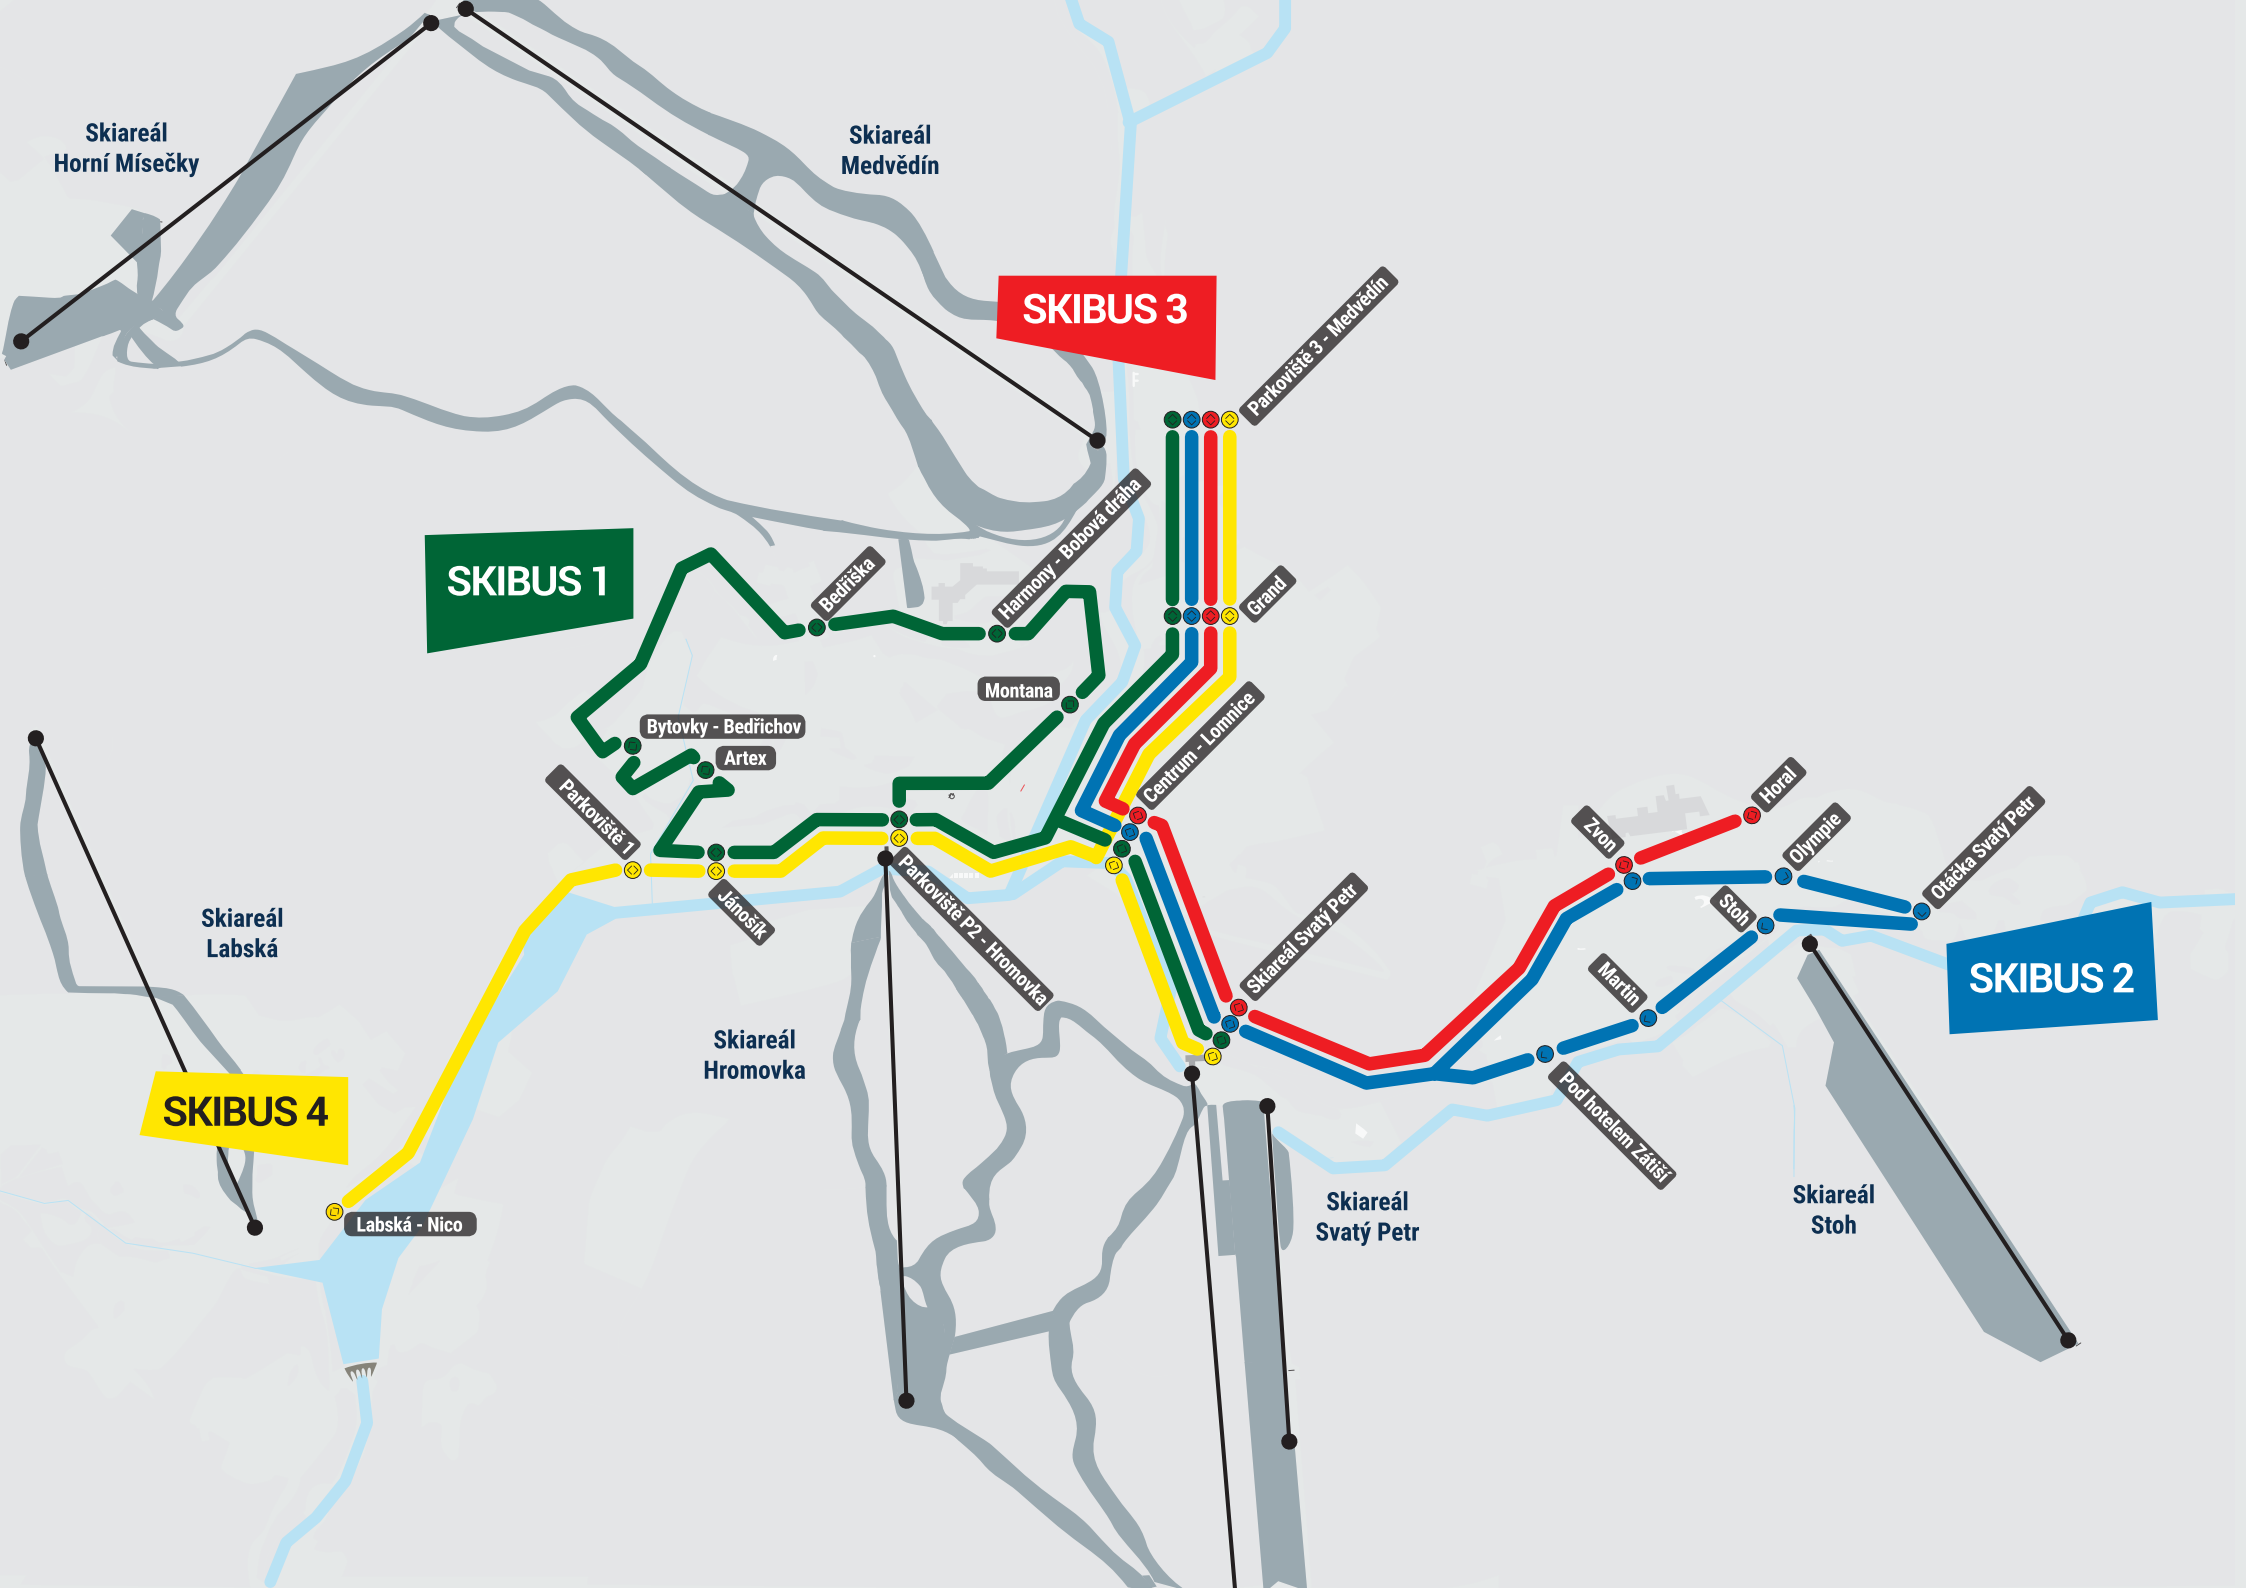 Skiareál
Horní Mísečky
Skiareál
Medvědín
SKIBUS 3
Parkoviště 3 - Medvědín
F
Harmony - Bobová dráha
SKIBUS 1
Bedřiška
Grand
Montana
Bytovky - Bedřichov
Artex
Centrum - Lomnice
Parkoviště 1
Horal
Zvon
Olympie
Otáčka Svatý Petr
Jánošík
Parkoviště P2 - Hromovka
Skiareál Svatý Petr
Stoh
Skiareál
Labská
Martin
SKIBUS 2
Skiareál
Hromovka
SKIBUS 4
Pod hotelem Zátiší
Labská - Nico
Skiareál
Svatý Petr
Skiareál
Stoh